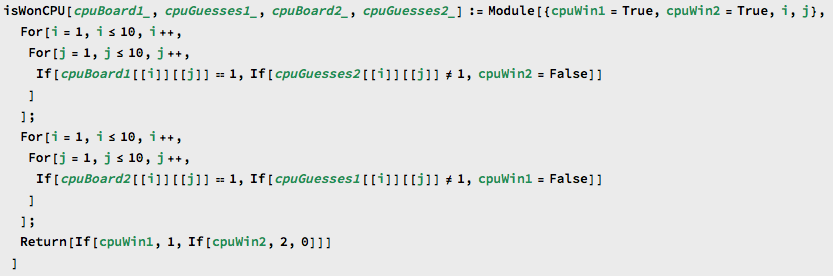 isWonCPU[cpuBoard1_, cpuGuesses1_, cpuBoard2_, cpuGuesses2_] := Module[{cpuWin1 = True, cpuWin2 = True, i, j},
For[i = 1, i ≤ 10, i++,
For[j = 1, j ≤ 10, j++,
If[cpuBoard1[[i]][[j]] == 1, If[cpuGuesses2[[i]][[j]] ≠ 1, cpuWin2 = False]]
]
];
For[i = 1, i ≤ 10, i++,
For[j = 1, j ≤ 10, j++,
If[cpuBoard2[[i]][[j]] == 1, If[cpuGuesses1[[i]][[j]] ≠ 1, cpuWin1 = False]]
]
];
Return[If[cpuWin1, 1, If[cpuWin2, 2, 0]]]
]